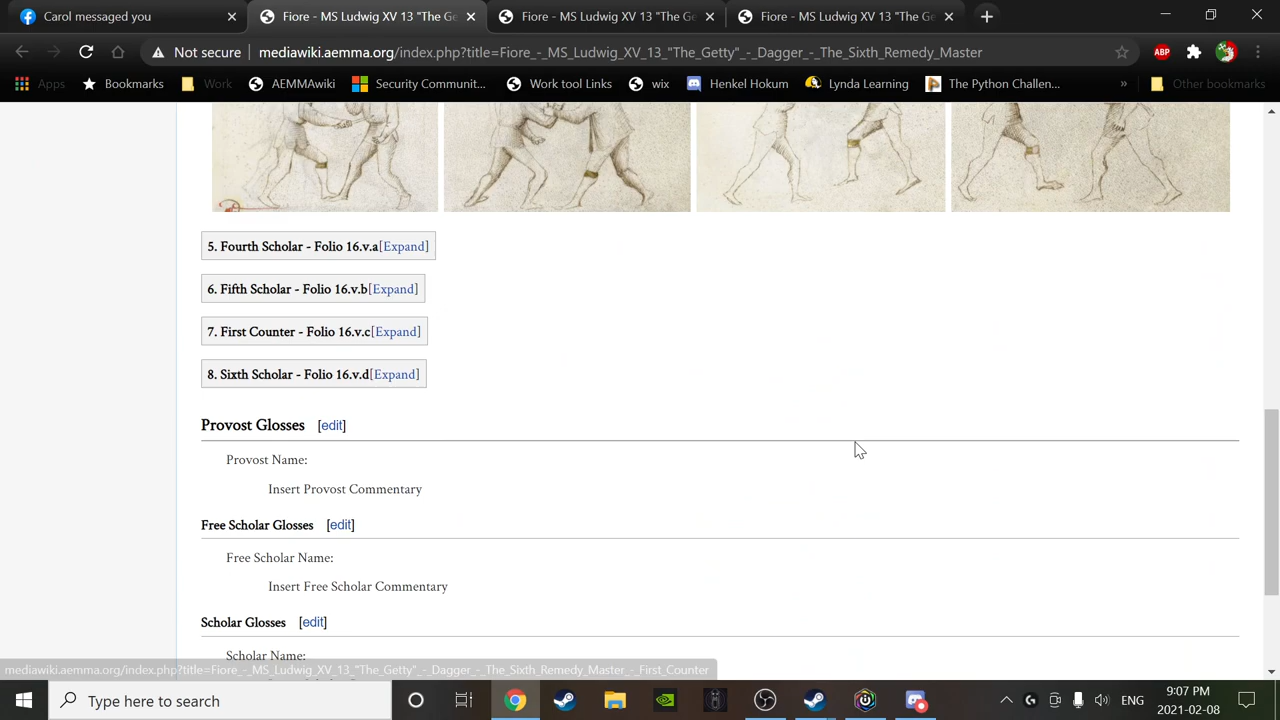 Carol messaged you
Fiore - MS Ludwig XV 13 "The Ge
Fiore - MS Ludwig XV 13 "The G
Fiore - MS Ludwig XV 13 "The G
Not secure
mediawiki.aemma.org/index.php?title=Fiore_-_MS_Ludwig_XV_13_"The_Getty"_-_Dagger_-_The_Sixth_Remedy_Master
ABP
Apps
Bookmarks
Work
AEMMAwiki
Security Communit...
Work tool Links
wix
Henkel Hokum
Lynda Learning
The Python Challen...
»
Other bookmarks
5. Fourth Scholar - Folio 16.v.a[Expand]
6. Fifth Scholar - Folio 16.v.b[Expand]
7. First Counter - Folio 16.v.c[Expand]
8. Sixth Scholar - Folio 16.v.d[Expand]
Provost Glosses [edit]
Provost Name:
Insert Provost Commentary
Free Scholar Glosses [edit]
Free Scholar Name:
Insert Free Scholar Commentary
Scholar Glosses [edit]
Scholar Name:
mediawiki.aemma.org/index.php?title=Fiore_-_MS_Ludwig_XV_13_"The_Getty"_-_Dagger_-_The_Sixth_Remedy_Master_-_First_Counter
Type here to search
ENG
9:07 PM
2021-02-08